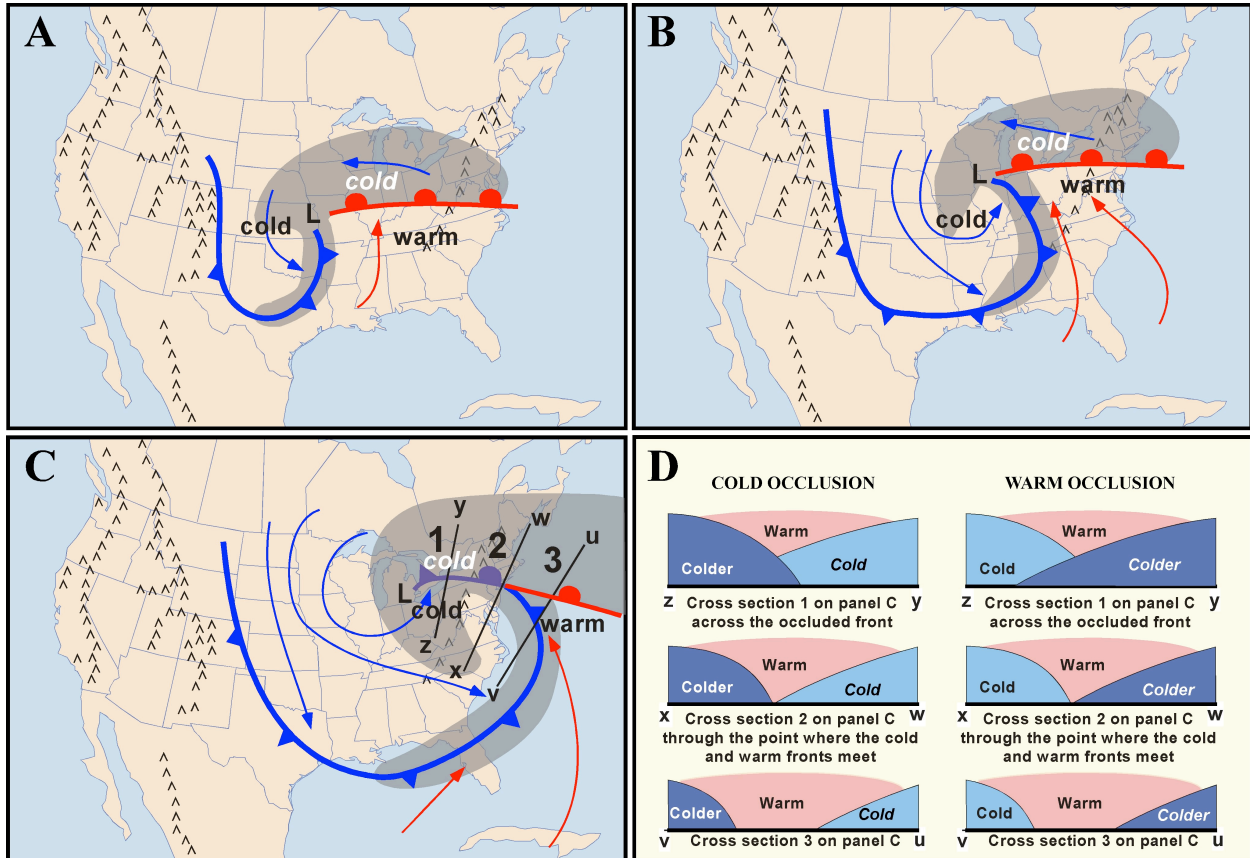 A
cold
cold
L
warm
B
cold
L
warm
cold
C
y
w
1
2
u
3
cold
L
cold
warm
z
x
v
D
COLD OCCLUSION
WARM OCCLUSION
Warm
Colder
Cold
z
y
Cross section 1 on panel C
across the occluded front
Warm
Cold
Colder
z
y
Cross section 1 on panel C
across the occluded front
Warm
Colder
Cold
x
w
Cross section 2 on panel C
through the point where the cold
and warm fronts meet
Warm
Cold
Colder
x
w
Cross section 2 on panel C
through the point where the cold
and warm fronts meet
Warm
Colder
Cold
v
Cross section 3 on panel C
u
Warm
Cold
Colder
v
Cross section 3 on panel C
u